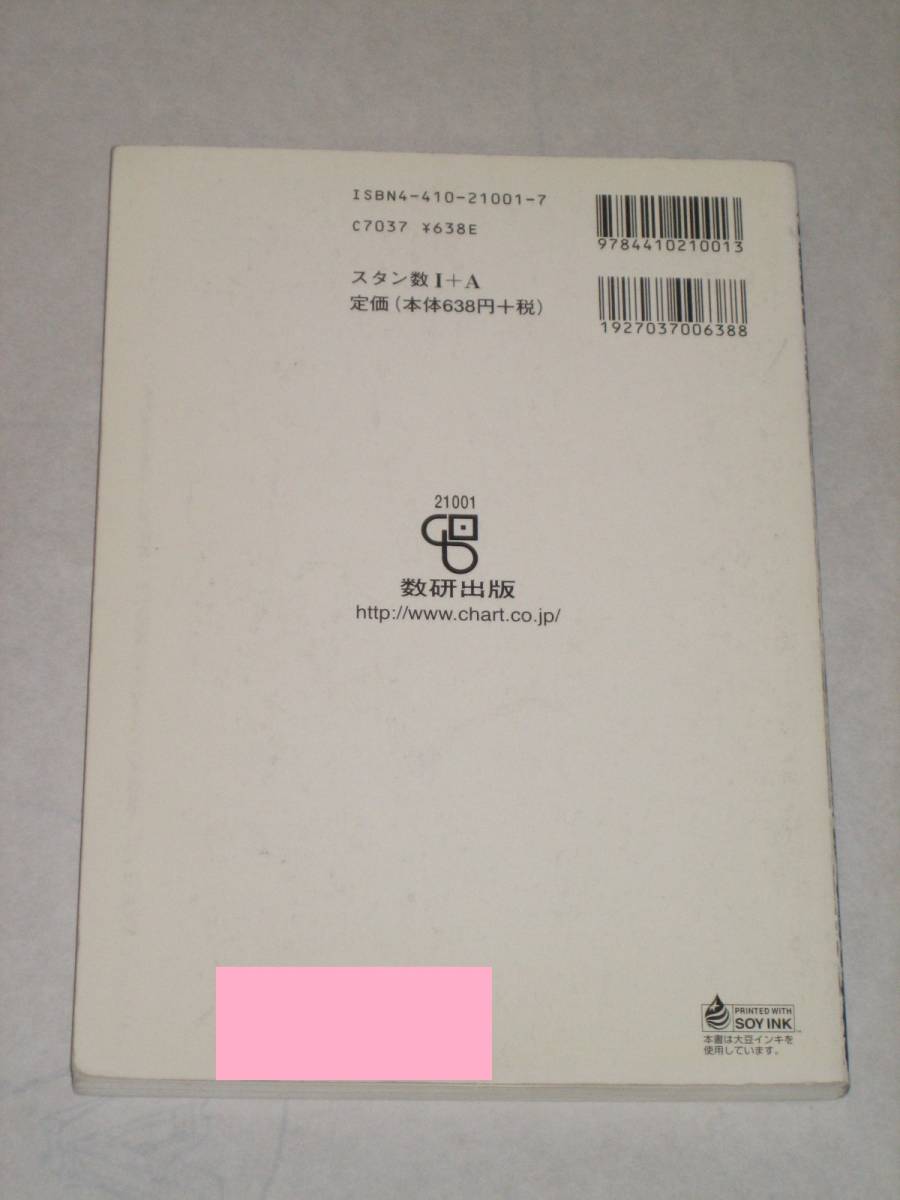 ISBN4-410-21001-7
C7037 ¥638E
スタン数 I+A
定価(本体638円+税)
9784410210013
1927037006388
21001
数研出版
http://www.chart.co.jp/
PRINTED WITH
SOY INK
本書は大豆インキを
使用しています。